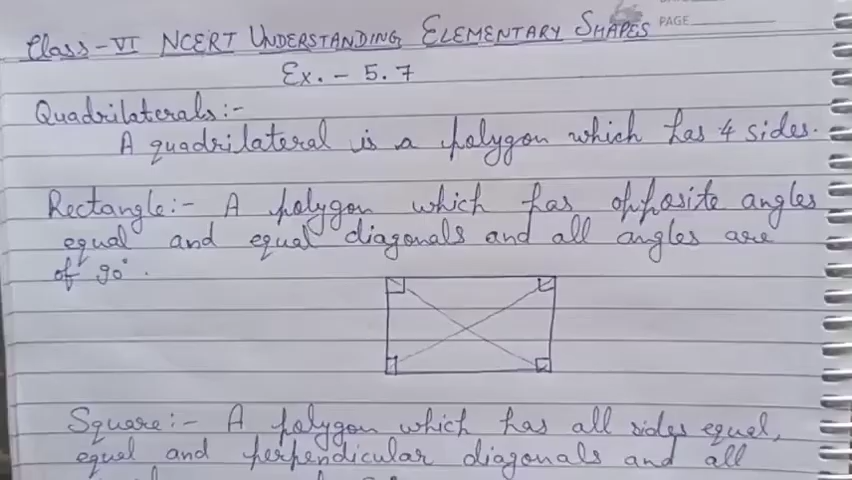 PAGE
Class-VI NCERT UNDERSTANDING ELEMENTARY SHAPES
Ex. - 5.7
Quadrilaterals:-
A quadrilateral is a polygon which has 4 sides.
Rectangle:- A polygon which has opposite angles
equal and equal diagonals and all angles are
of 90°.
Square:- A polygon which has all sides equal,
equal and perpendicular diagonals and all